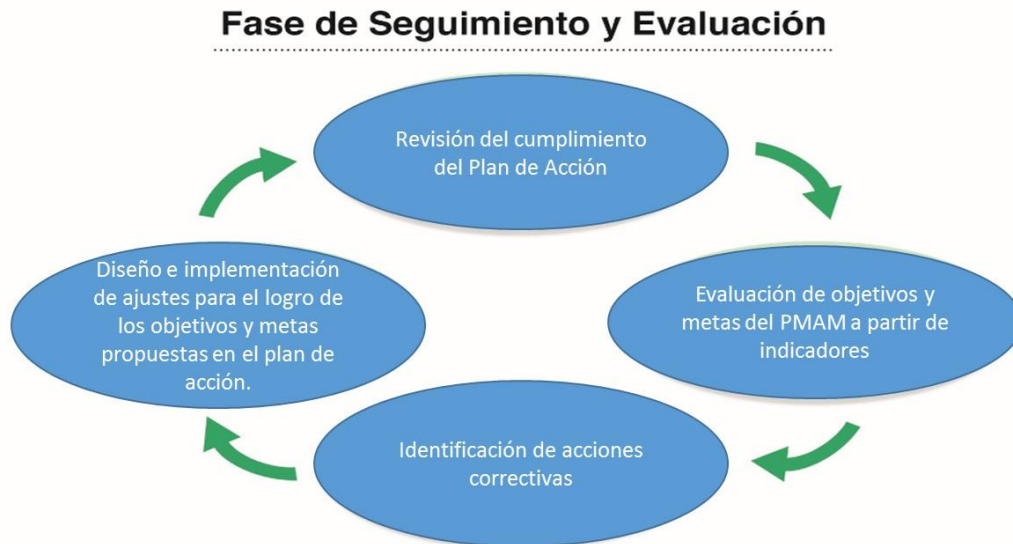 Fase de Seguimiento y Evaluación
Revisión del cumplimiento
del Plan de Acción
Evaluación de objetivos y
metas del PMAM a partir de
indicadores
Identificación de acciones
correctivas
Diseño e implementación
de ajustes para el logro de
los objetivos y metas
propuestas en el plan de
acción.